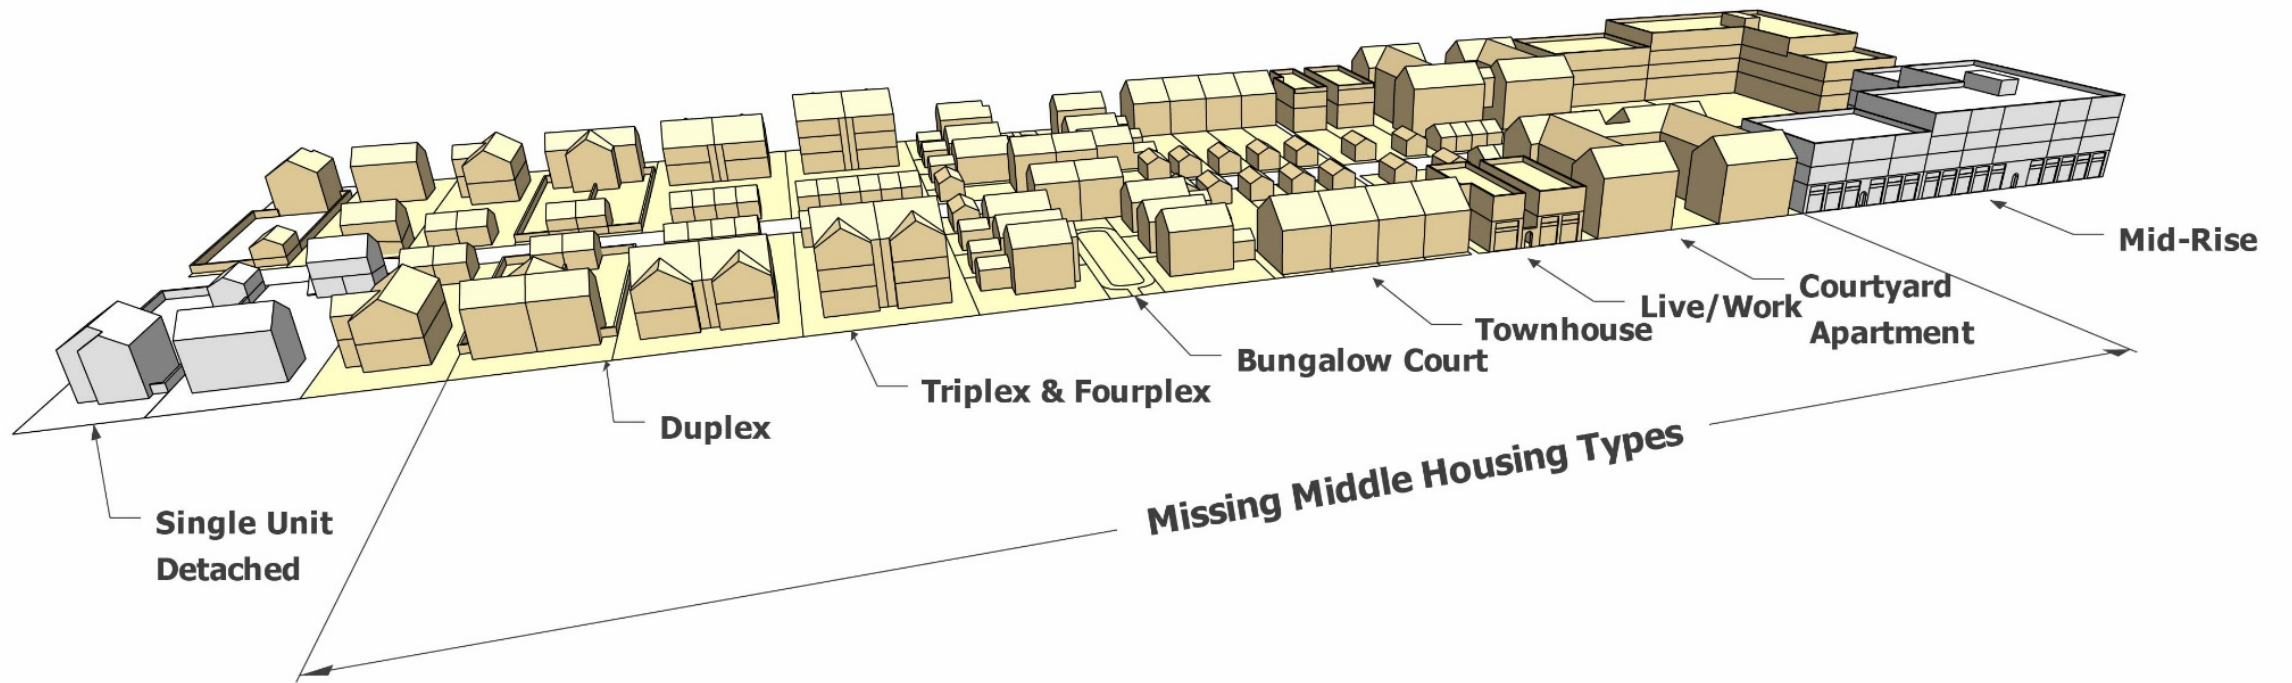 Single Unit
Detached
Duplex
Triplex & Fourplex
Bungalow Court
Townhouse
Live/Work
Courtyard
Apartment
Mid-Rise
Missing Middle Housing Types